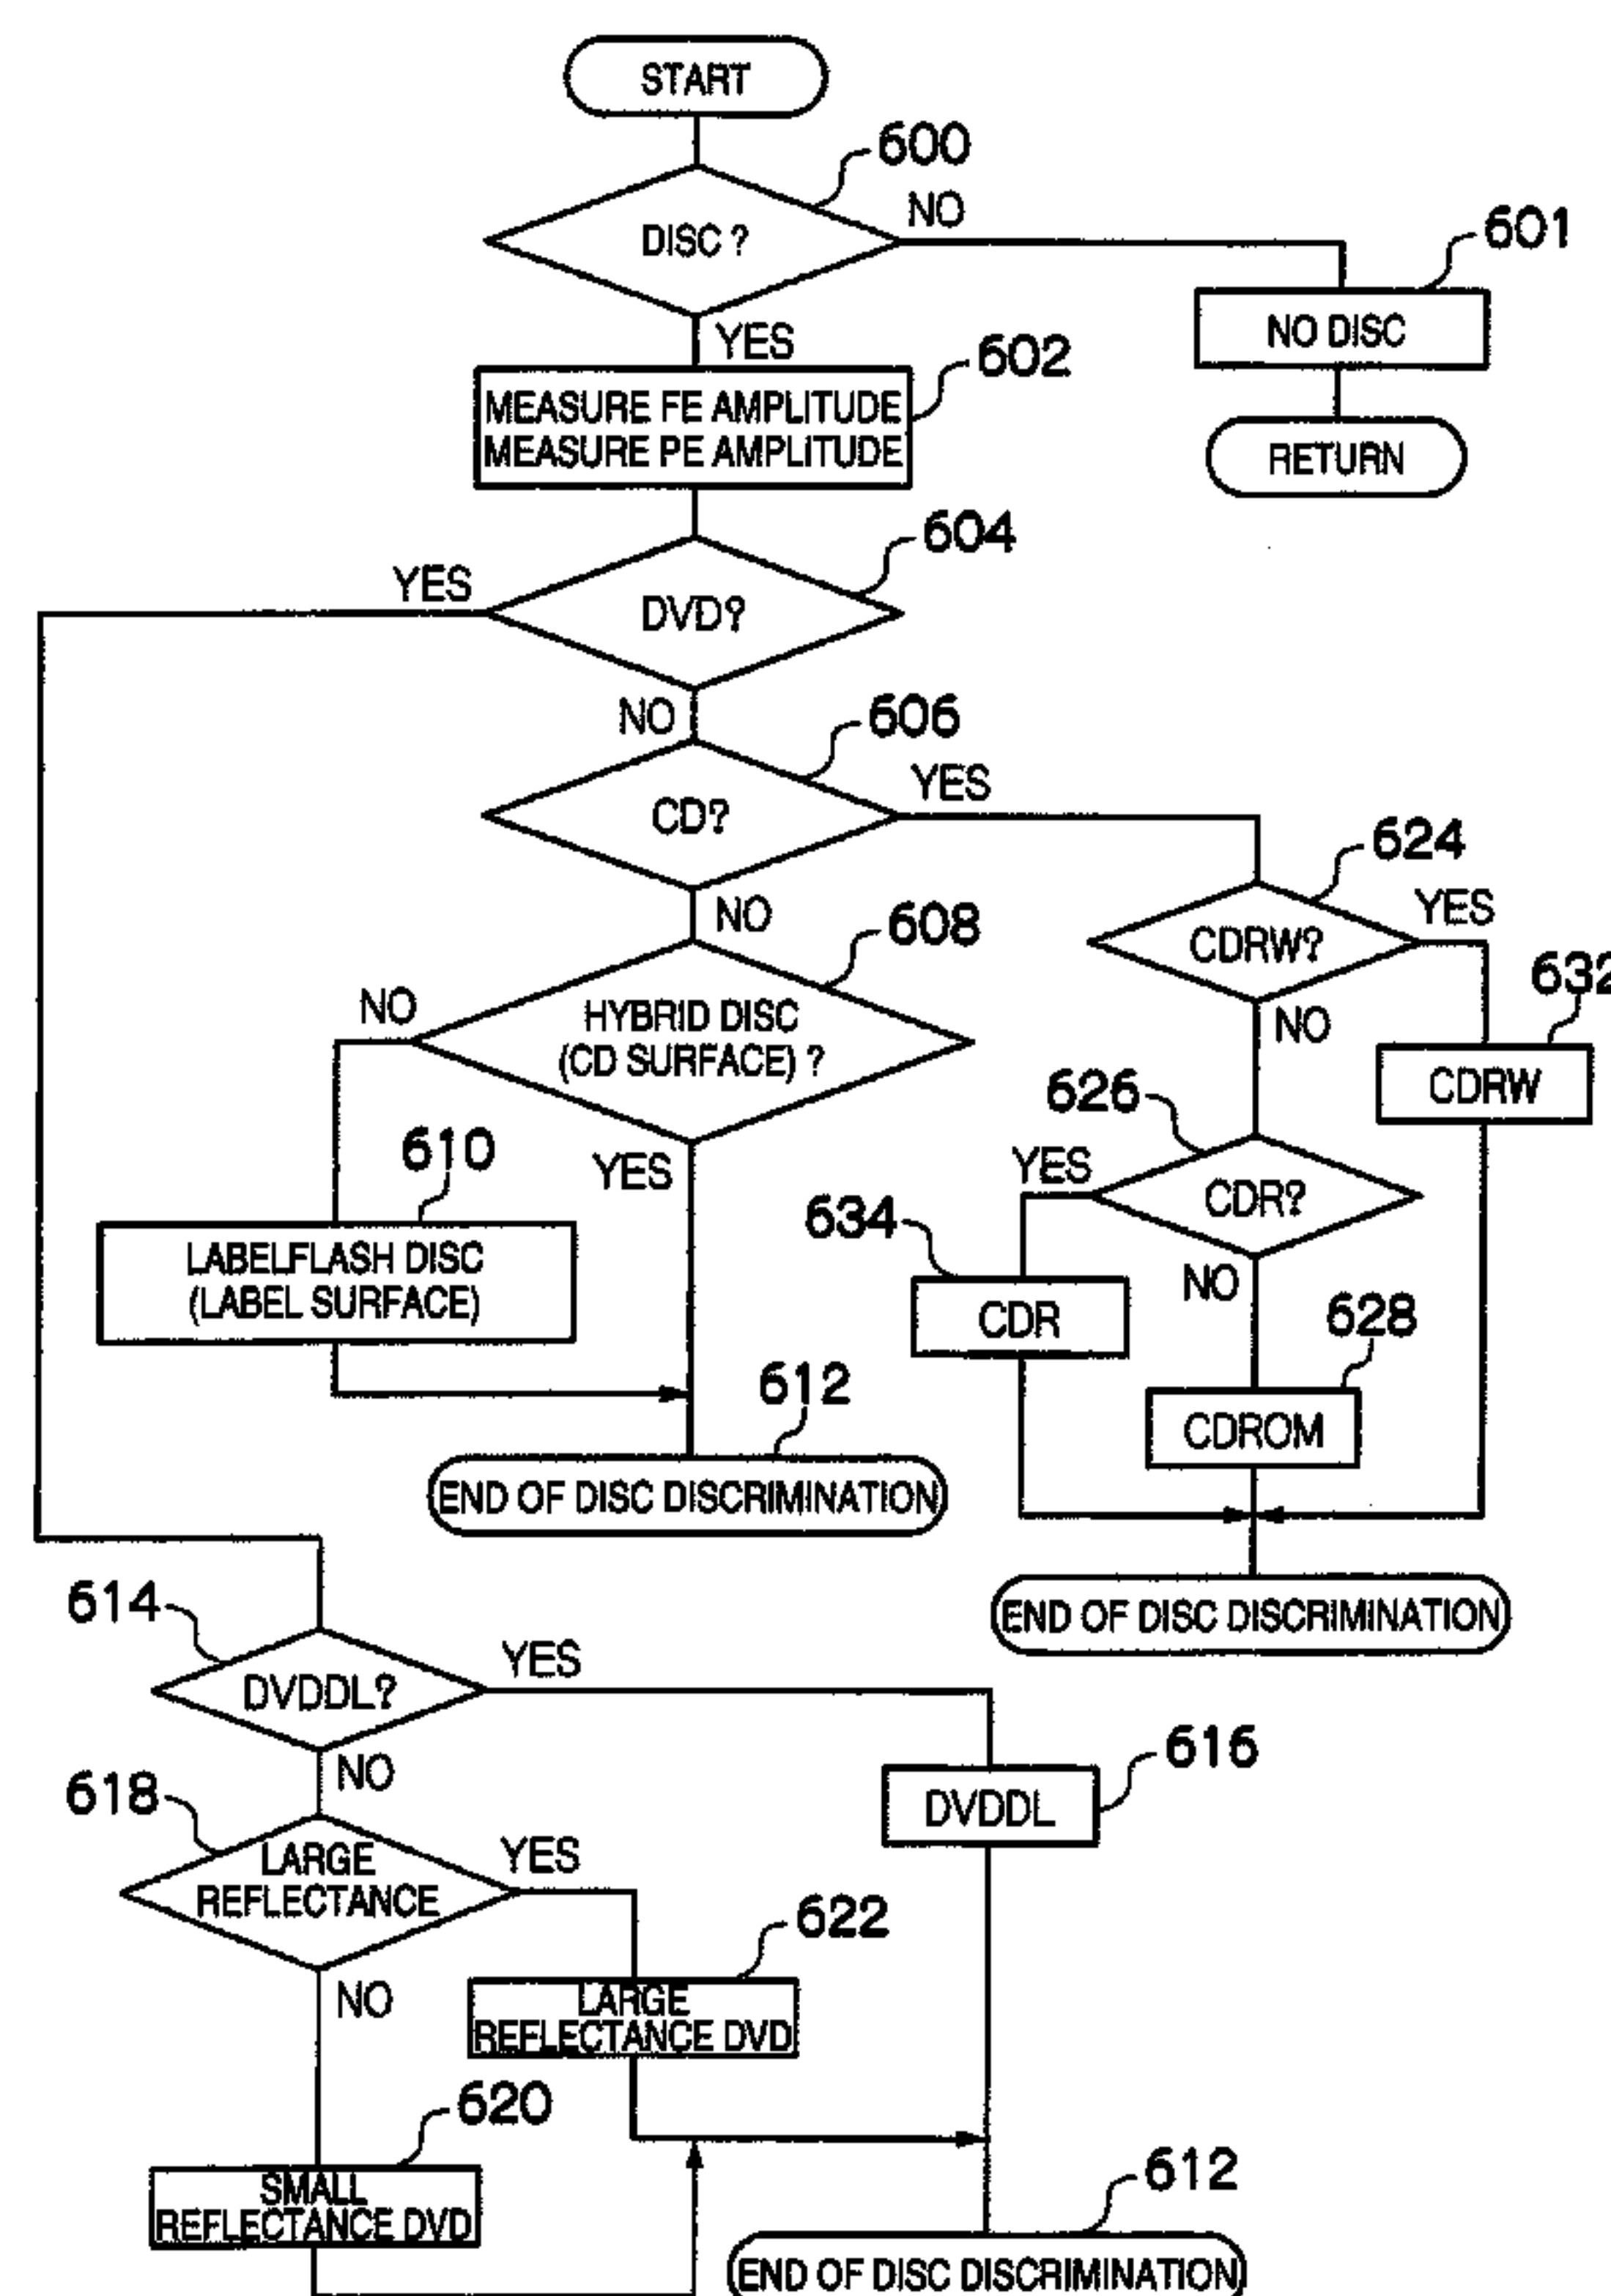 START
600
DISC ?
NO
601
NO DISC
RETURN
YES
602
MEASURE FE AMPLITUDE
MEASURE PE AMPLITUDE
604
YES
DVD?
NO
606
CD?
YES
624
CDRW?
YES
632
CDRW
NO
608
NO
HYBRID DISC
(CD SURFACE) ?
NO
626
YES
CDR?
610
LABELFLASH DISC
(LABEL SURFACE)
YES
634
CDR
NO
628
CDROM
612
END OF DISC DISCRIMINATION
END OF DISC DISCRIMINATION
614
DVDDL?
YES
616
DVDDL
NO
618
LARGE
REFLECTANCE
YES
622
LARGE
REFLECTANCE DVD
NO
620
SMALL
REFLECTANCE DVD
612
END OF DISC DISCRIMINATION